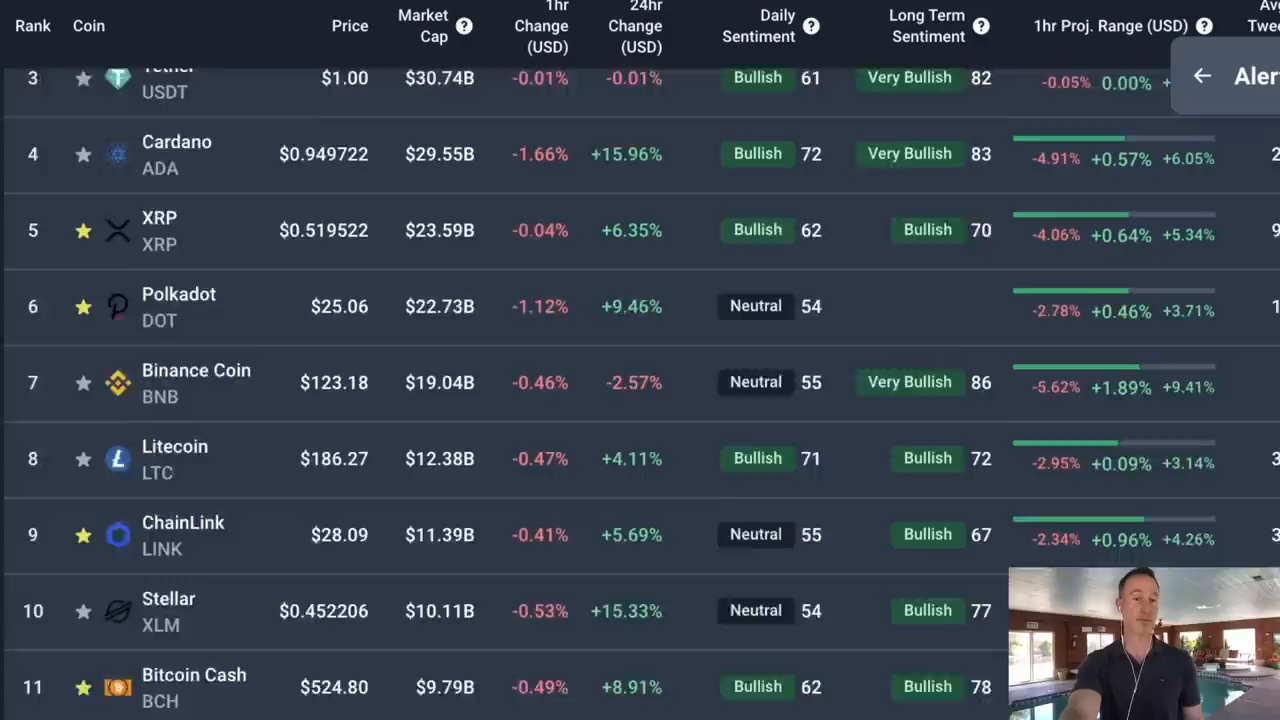 Rank Coin Price Market Cap ? 1hr Change (USD) 24hr Change (USD) Daily Sentiment ? Long Term Sentiment ? 1hr Proj. Range (USD) ?
← Aler
3 Tether $1.00 $30.74B -0.01% -0.01% Bullish 61 Very Bullish 82 -0.05% 0.00% +
USDT
4 Cardano $0.949722 $29.55B -1.66% +15.96% Bullish 72 Very Bullish 83 -4.91% +0.57% +6.05% 2
ADA
5 XRP $0.519522 $23.59B -0.04% +6.35% Bullish 62 Bullish 70 -4.06% +0.64% +5.34% 9
XRP
6 Polkadot $25.06 $22.73B -1.12% +9.46% Neutral 54 -2.78% +0.46% +3.71% 1
DOT
7 Binance Coin $123.18 $19.04B -0.46% -2.57% Neutral 55 Very Bullish 86 -5.62% +1.89% +9.41%
BNB
8 Litecoin $186.27 $12.38B -0.47% +4.11% Bullish 71 Bullish 72 -2.95% +0.09% +3.14% 3
LTC
9 ChainLink $28.09 $11.39B -0.41% +5.69% Neutral 55 Bullish 67 -2.34% +0.96% +4.26% 3
LINK
10 Stellar $0.452206 $10.11B -0.53% +15.33% Neutral 54 Bullish 77
XLM
11 Bitcoin Cash $524.80 $9.79B -0.49% +8.91% Bullish 62 Bullish 78
BCH